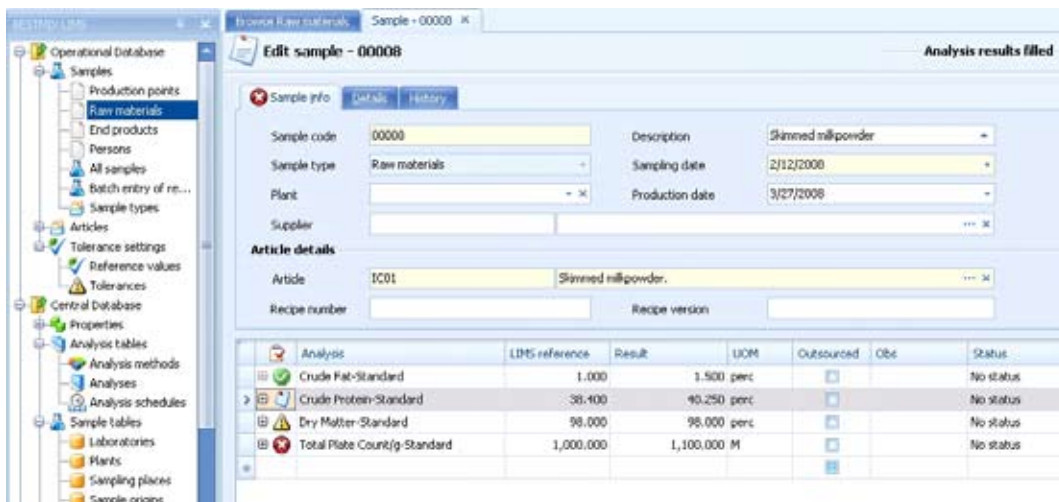 BESTMIX LIMS
Browse Raw materials
Sample - 00008
Operational Database
Samples
Production points
Raw materials
End products
Persons
All samples
Batch entry of re...
Sample types
Articles
Tolerance settings
Reference values
Tolerances
Central Database
Properties
Analysis tables
Analysis methods
Analyses
Analysis schedules
Sample tables
Laboratories
Plants
Sampling places
Sample origins
Edit sample - 00008
Analysis results filled
Sample info Details History
Sample code 00000 Description Skimmed milkpowder
Sample type Raw materials Sampling date 2/12/2008
Plant Production date 3/27/2008
Supplier
Article details
Article IC01 Skimmed milkpowder.
Recipe number Recipe version
Analysis LIMS reference Result UOM Outsourced Obs Status
Crude Fat-Standard 1.000 1.500 perc No status
Crude Protein-Standard 38.400 40.250 perc No status
Dry Matter-Standard 98.000 98.000 perc No status
Total Plate Count/g-Standard 1,000.000 1,100.000 M No status